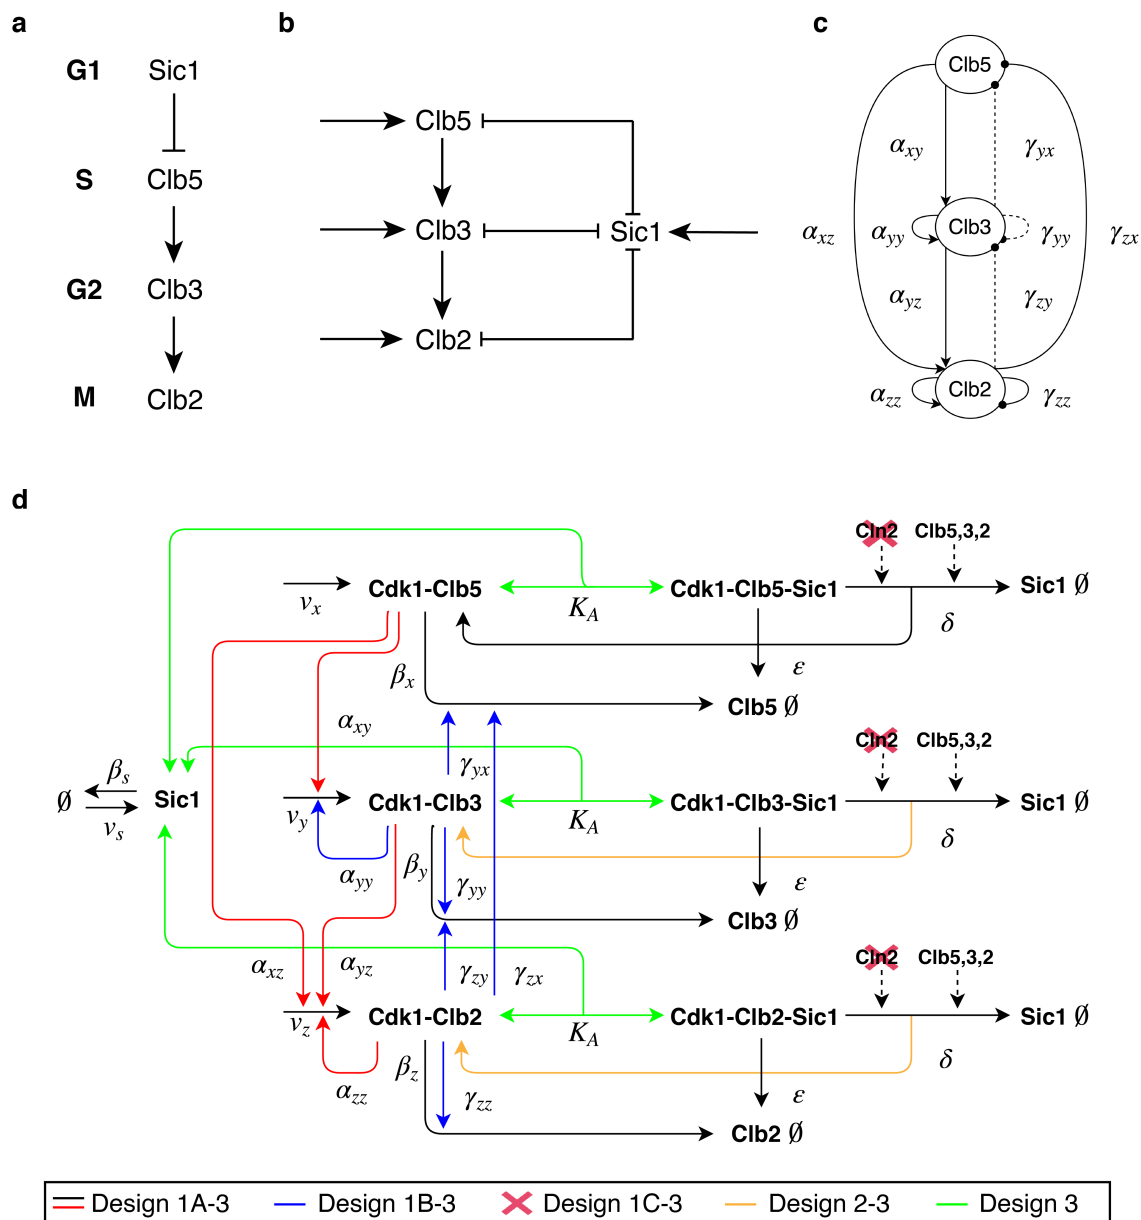 a
G1 Sic1
S Clb5
G2 Clb3
M Clb2
b
Clb5
Clb3 Sic1
Clb2
c
Clb5
αxy γyx
αxz αyy Clb3 γyy γzx
αyz γzy
αzz Clb2 γzz
d
Cln2 Clb5,3,2
vx Cdk1-Clb5 KA Cdk1-Clb5-Sic1 Sic1 Ø
δ
βx ε
Clb5 Ø
αxy
γyx
Cln2 Clb5,3,2
Ø βs Sic1
vs
vy Cdk1-Clb3 KA Cdk1-Clb3-Sic1 Sic1 Ø
δ
αyy βy γyy ε
Clb3 Ø
αxz αyz γzy γzx
Cln2 Clb5,3,2
vz Cdk1-Clb2 KA Cdk1-Clb2-Sic1 Sic1 Ø
δ
αzz βz γzz ε
Clb2 Ø
Design 1A-3 Design 1B-3 Design 1C-3 Design 2-3 Design 3